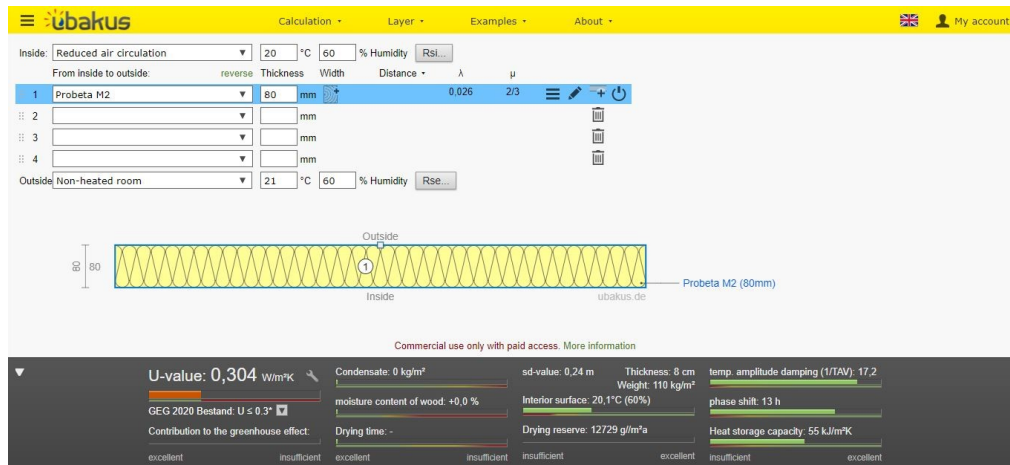 ubakus Calculation Layer Examples About My account
Inside: Reduced air circulation 20 °C 60 % Humidity Rsi...
From inside to outside: reverse Thickness Width Distance λ μ
1 Probeta M2 80 mm 0,026 2/3
2 mm
3 mm
4 mm
Outside Non-heated room 21 °C 60 % Humidity Rse...
Outside
80 80 1
Probeta M2 (80mm)
Inside ubakus.de
Commercial use only with paid access. More information
U-value: 0,304 W/m²K
GEG 2020 Bestand: U ≤ 0.3*
Contribution to the greenhouse effect:
excellent insufficient
Condensate: 0 kg/m²
moisture content of wood: +0,0 %
Drying time: -
excellent insufficient
sd-value: 0,24 m Thickness: 8 cm
Weight: 110 kg/m²
Interior surface: 20,1°C (60%)
Drying reserve: 12729 g//m²a
insufficient excellent
temp. amplitude damping (1/TAV): 17,2
phase shift: 13 h
Heat storage capacity: 55 kJ/m²K
insufficient excellent